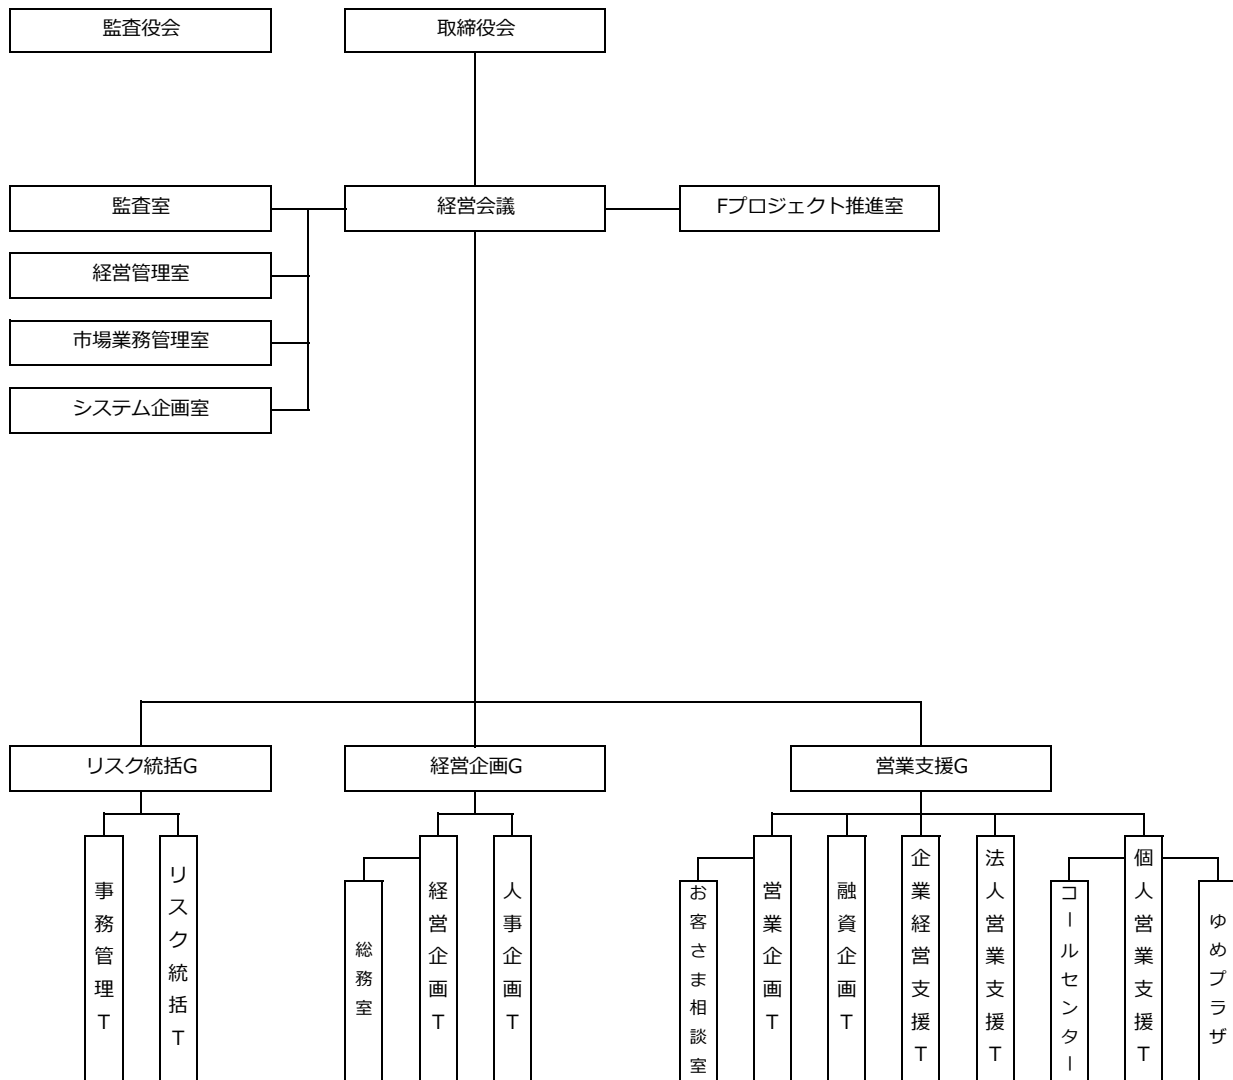 監査役会
取締役会
監査室
経営会議
Fプロジェクト推進室
経営管理室
市場業務管理室
システム企画室
リスク統括G
経営企画G
営業支援G
事務管理T
リスク統括T
総務室
経営企画T
人事企画T
お客さま相談室
営業企画T
融資企画T
企業経営支援T
法人営業支援T
コールセンター
個人営業支援T
ゆめプラザ